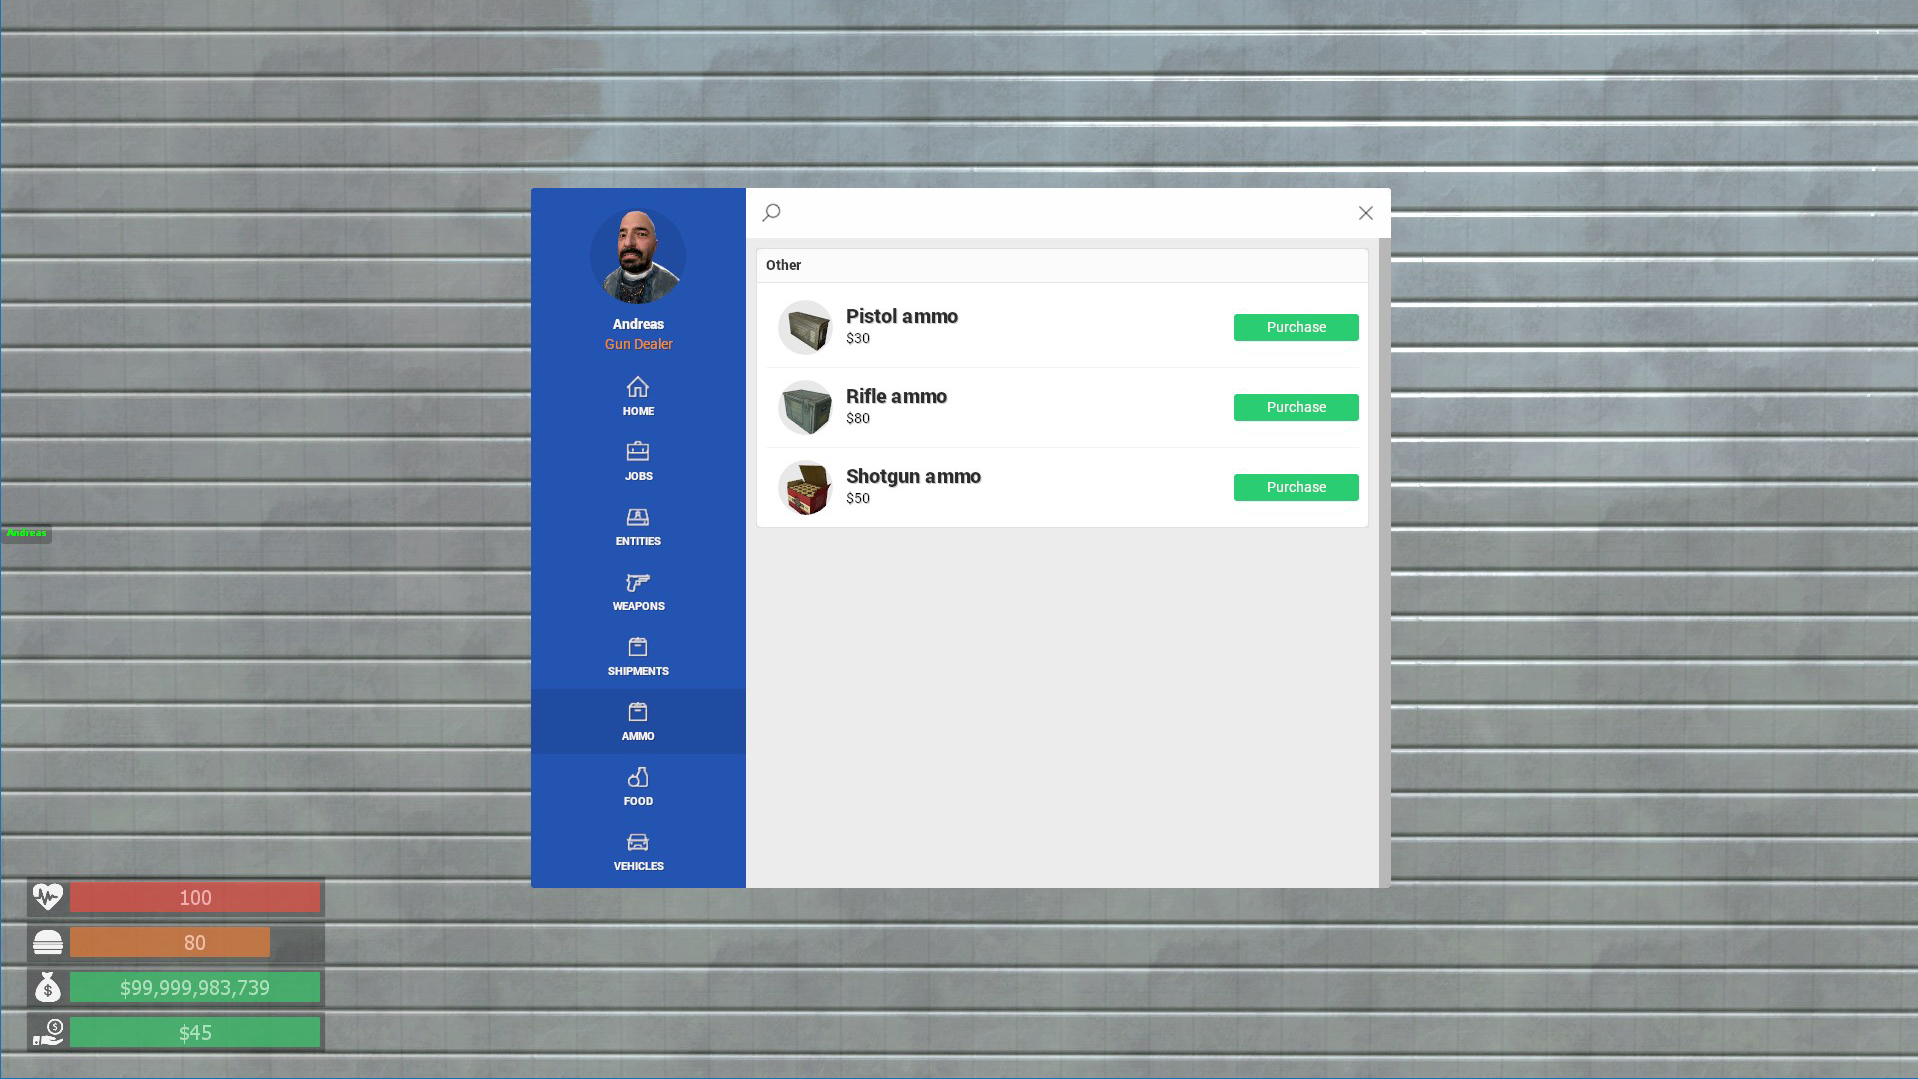 Andreas
Gun Dealer
HOME
JOBS
ENTITIES
WEAPONS
SHIPMENTS
AMMO
FOOD
VEHICLES
Other
Pistol ammo
$30
Purchase
Rifle ammo
$80
Purchase
Shotgun ammo
$50
Purchase
Andreas
100
80
$99,999,983,739
$45